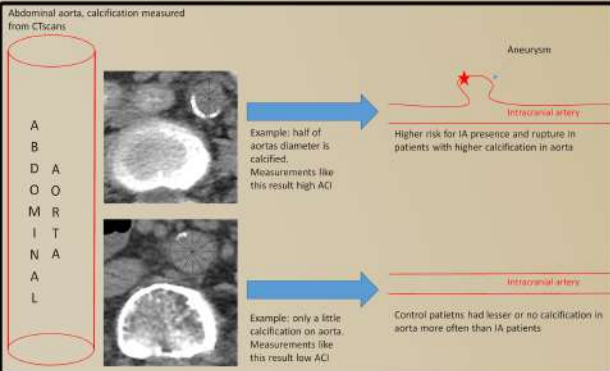 Abdominal aorta, calcification measured
from CTscans
ABDOMINAL
AORTA
Example: half of
aortas diameter is
calcified.
Measurements like
this result high ACI
Aneurysm
Intracranial artery
Higher risk for IA presence and rupture in
patients with higher calcification in aorta
Example: only a little
calcification on aorta.
Measurements like
this result low ACI
Intracranial artery
Control patietns had lesser or no calcification in
aorta more often than IA patients